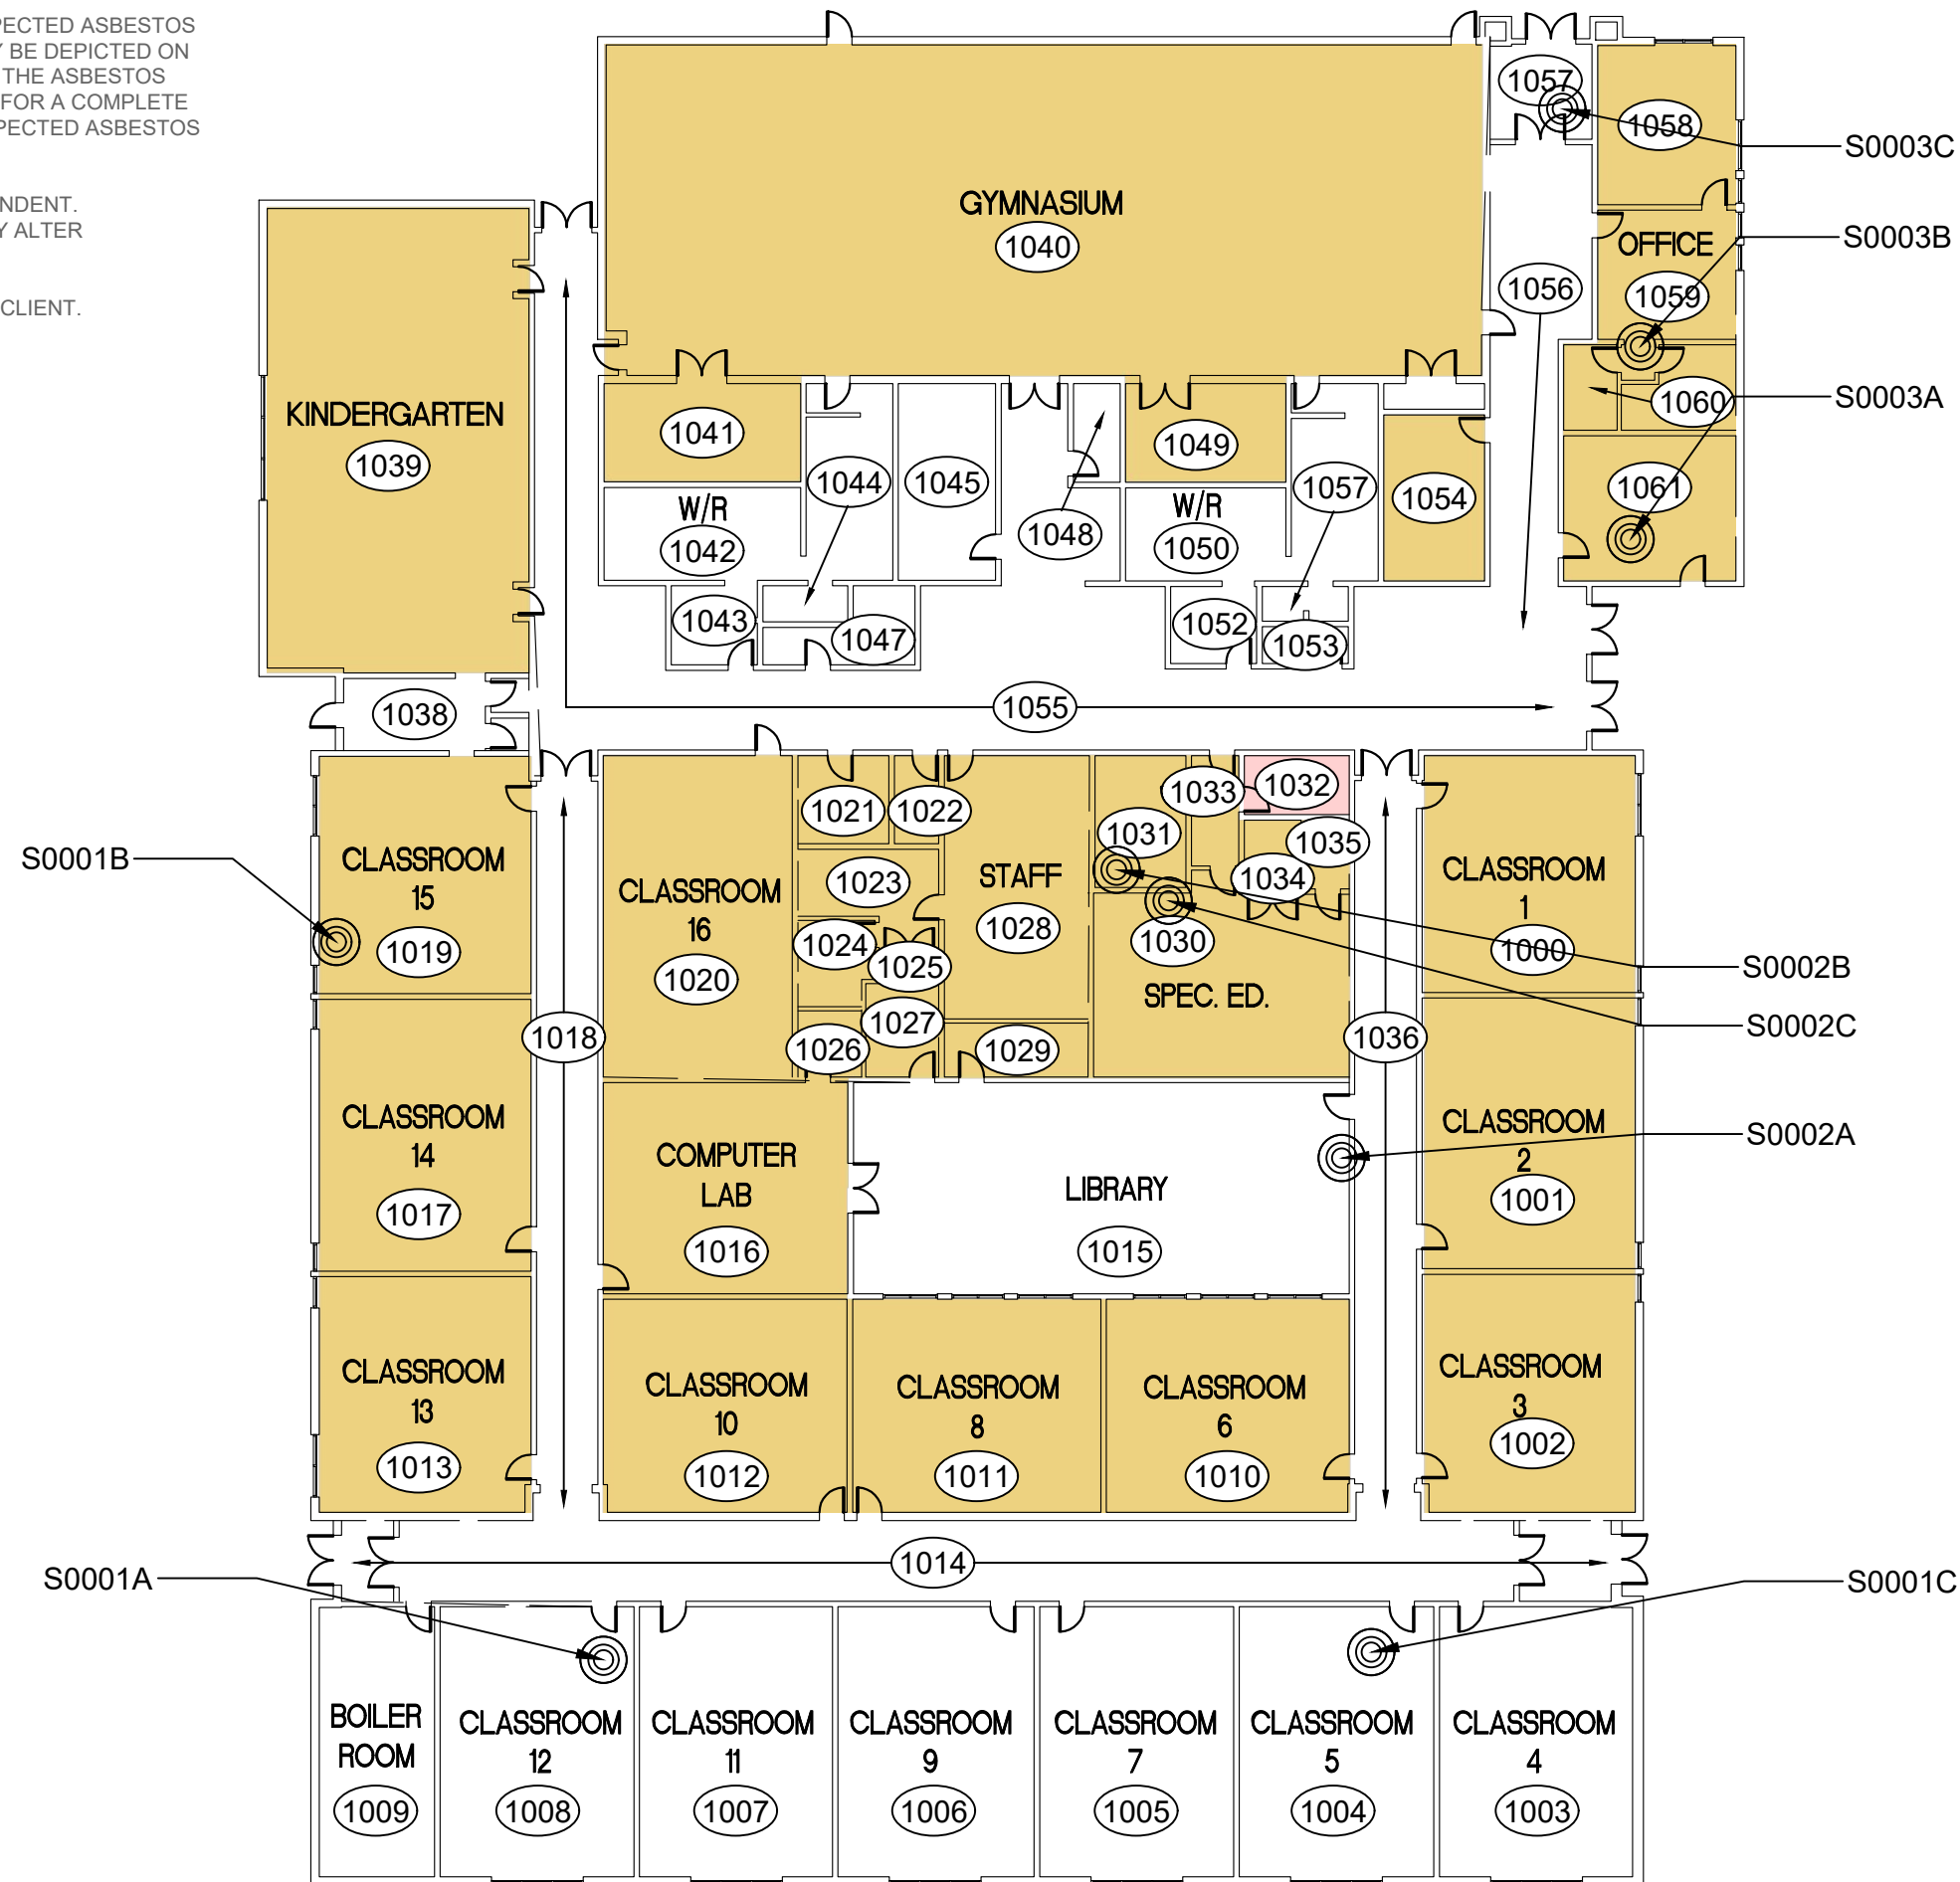 PECTED ASBESTOS
Y BE DEPICTED ON
THE ASBESTOS
FOR A COMPLETE
PECTED ASBESTOS
NDENT.
Y ALTER
CLIENT.
1057
1058
S0003C
GYMNASIUM
1040
OFFICE
1059
S0003B
1056
KINDERGARTEN
1039
1041
1044
1045
1048
1049
1057
1054
1060
S0003A
1061
W/R
1042
W/R
1050
1043
1047
1052
1053
1038
1055
S0001B
CLASSROOM
15
1019
CLASSROOM
16
1020
1021
1022
1023
1024
1025
1026
1027
STAFF
1028
1029
1031
1033
1032
1035
1034
1030
SPEC. ED.
CLASSROOM
1
1000
S0002B
S0002C
1018
1036
CLASSROOM
14
1017
COMPUTER
LAB
1016
LIBRARY
1015
CLASSROOM
2
1001
S0002A
CLASSROOM
13
1013
CLASSROOM
10
1012
CLASSROOM
8
1011
CLASSROOM
6
1010
CLASSROOM
3
1002
1014
S0001A
S0001C
BOILER
ROOM
1009
CLASSROOM
12
1008
CLASSROOM
11
1007
CLASSROOM
9
1006
CLASSROOM
7
1005
CLASSROOM
5
1004
CLASSROOM
4
1003